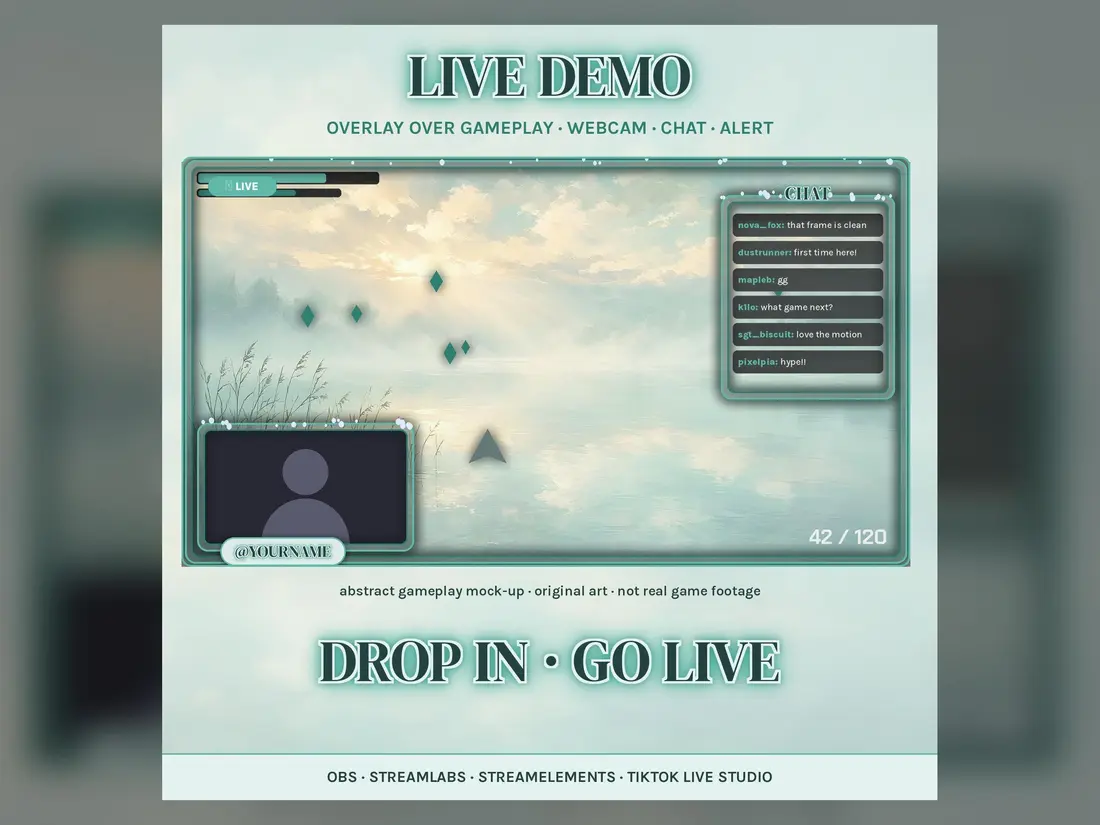 LIVE DEMO
OVERLAY OVER GAMEPLAY · WEBCAM · CHAT · ALERT
LIVE
CHAT
nova_fox: that frame is clean
dustrunner: first time here!
mapleb: gg
kilo: what game next?
sgt_biscuit: love the motion
pixelpia: hype!!
42 / 120
@YOURNAME
abstract gameplay mock-up · original art · not real game footage
DROP IN · GO LIVE
OBS · STREAMLABS · STREAMELEMENTS · TIKTOK LIVE STUDIO